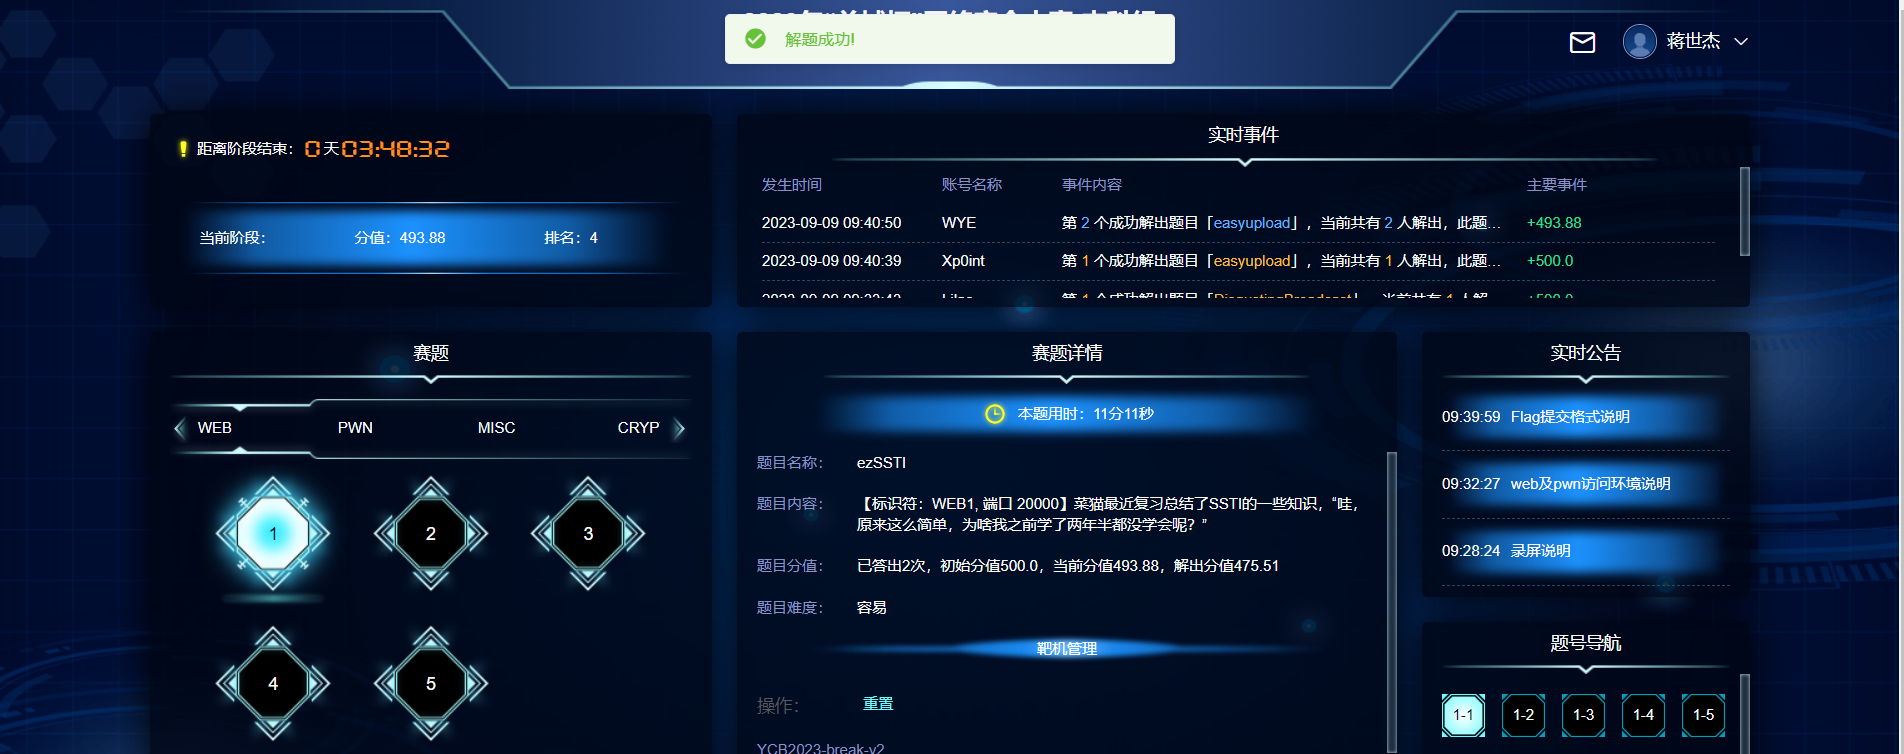 解题成功!
蒋世杰
距离阶段结束：0天03:48:32
当前阶段：
分值：493.88
排名：4
实时事件
发生时间 账号名称 事件内容 主要事件
2023-09-09 09:40:50 WYE 第 2 个成功解出题目「easyupload」，当前共有 2 人解出，此题... +493.88
2023-09-09 09:40:39 Xp0int 第 1 个成功解出题目「easyupload」，当前共有 1 人解出，此题... +500.0
赛题
WEB PWN MISC CRYP
1 2 3
4 5
赛题详情
本题用时：11分11秒
题目名称： ezSSTI
题目内容： 【标识符：WEB1, 端口 20000】菜猫最近复习总结了SSTI的一些知识，“哇，
原来这么简单，为啥我之前学了两年半都没学会呢？”
题目分值： 已答出2次，初始分值500.0，当前分值493.88，解出分值475.51
题目难度： 容易
靶机管理
操作： 重置
YCB2023-break-v2
实时公告
09:39:59 Flag提交格式说明
09:32:27 web及pwn访问环境说明
09:28:24 录屏说明
题号导航
1-1 1-2 1-3 1-4 1-5